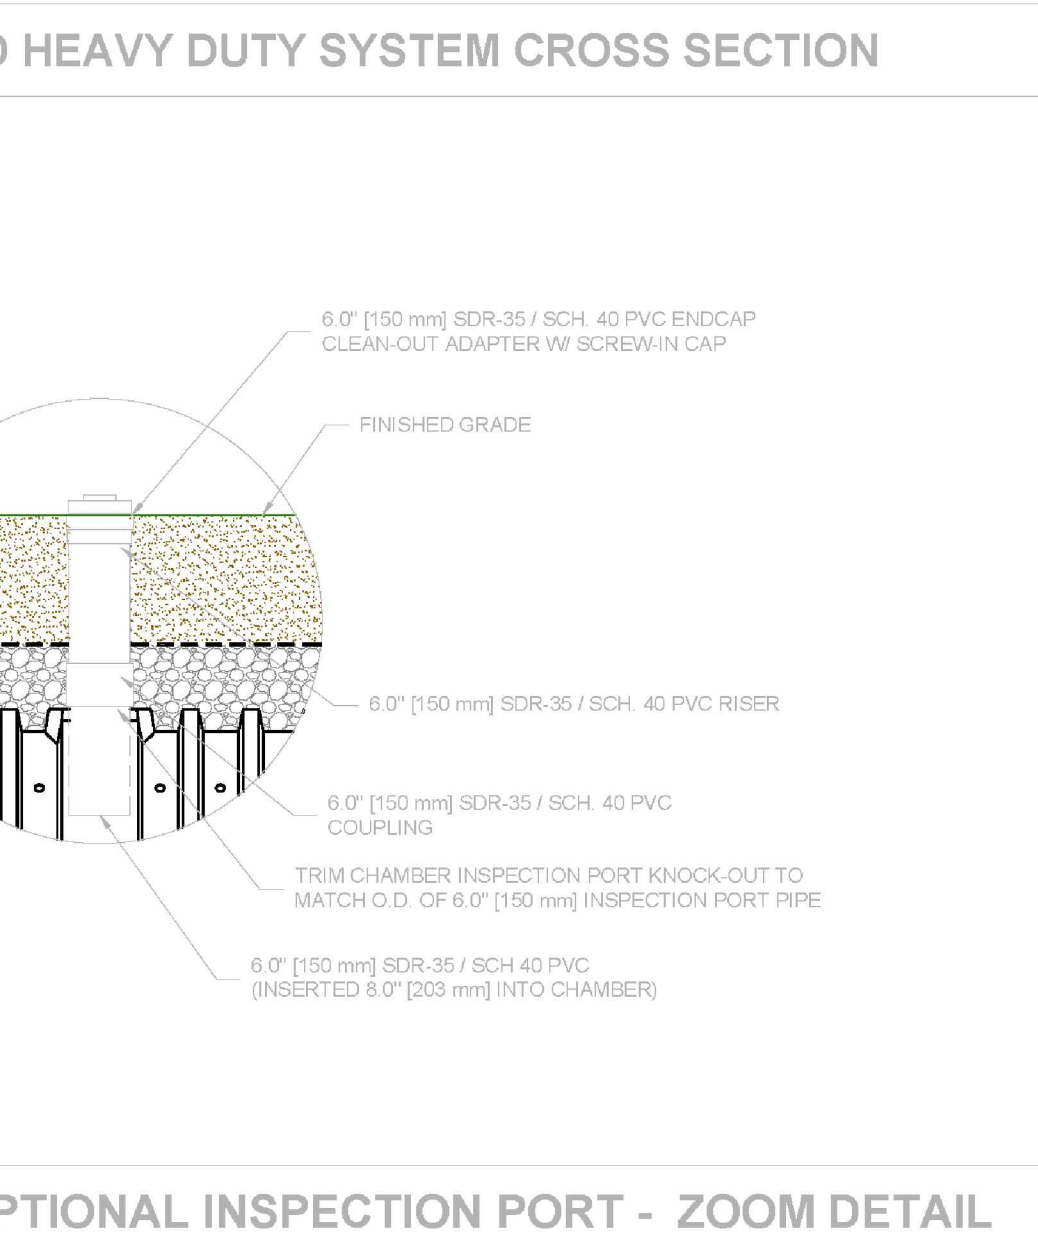 HEAVY DUTY SYSTEM CROSS SECTION
6.0" [150 mm] SDR-35 / SCH. 40 PVC ENDCAP
CLEAN-OUT ADAPTER W/ SCREW-IN CAP
FINISHED GRADE
6.0" [150 mm] SDR-35 / SCH. 40 PVC RISER
6.0" [150 mm] SDR-35 / SCH. 40 PVC
COUPLING
TRIM CHAMBER INSPECTION PORT KNOCK-OUT TO
MATCH O.D. OF 6.0" [150 mm] INSPECTION PORT PIPE
6.0" [150 mm] SDR-35 / SCH 40 PVC
(INSERTED 8.0" [203 mm] INTO CHAMBER)
PTIONAL INSPECTION PORT - ZOOM DETAIL